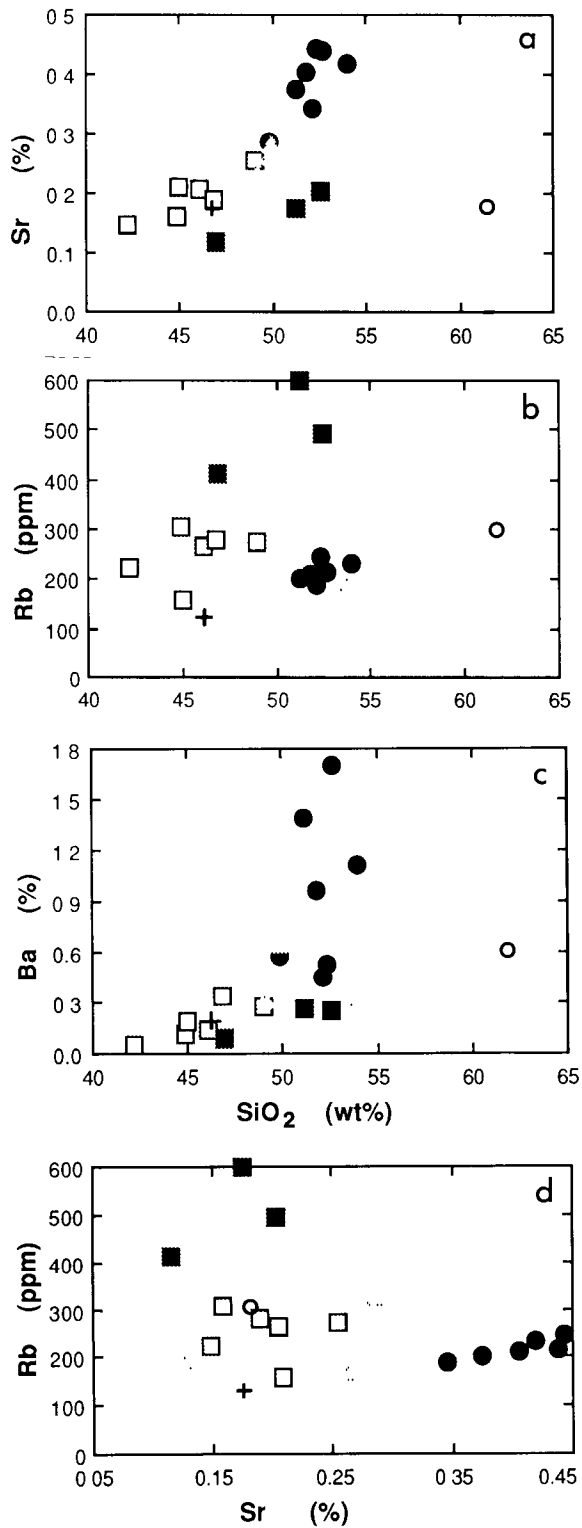 a
0 5
0 4
0 3
0 2
0.1
0.0
Sr (%)
40 45 50 55 60 65
b
600
500
400
300
200
100
0
Rb (ppm)
40 45 50 55 60 65
c
1 8
1 5
1 2
0 9
0.6
0.3
0.0
Ba (%)
40 45 50 55 60 65
SiO₂ (wt%)
d
600
500
400
300
200
100
0
Rb (ppm)
0 05 0.15 0.25 0 35 0.45
Sr (%)